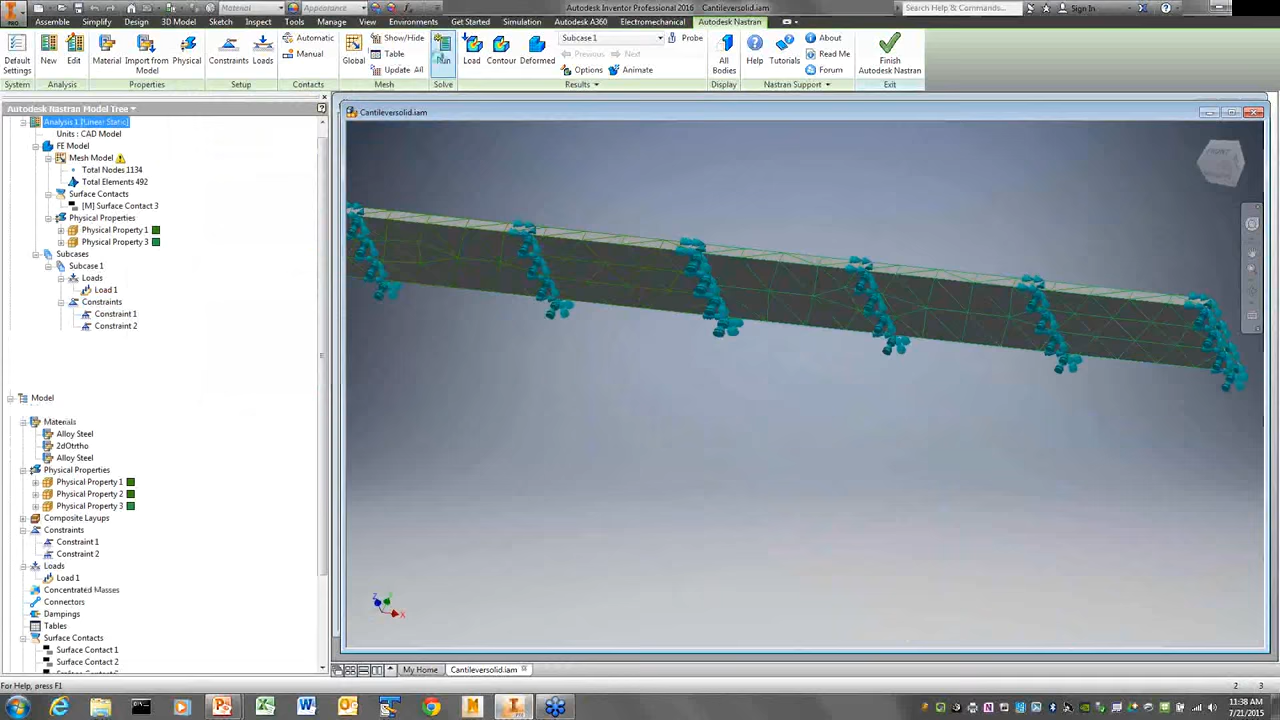 Material
Appearance
Autodesk Inventor Professional 2016   Cantileversolid.iam
Search Help & Commands...
Sign In
Assembly   Simplify   Design   3D Model   Sketch   Inspect   Tools   Manage   View   Environments   Get Started   Simulation   Autodesk A360   Electromechanical   Autodesk Nastran
Default Settings
System
New
Edit
Analysis
Material
Import from Model
Physical
Properties
Constraints
Loads
Setup
Automatic
Manual
Contacts
Global
Show/Hide
Table
Update All
Mesh
Run
Solve
Load
Contour
Deformed
Subcase 1
Probe
Previous
Next
Options
Animate
Results
All Bodies
Display
Help
Tutorials
About
Read Me
Forum
Nastran Support
Finish Autodesk Nastran
Exit
Autodesk Nastran Model Tree
Analysis 1 [Linear Static]
Units : CAD Model
FE Model
Mesh Model
Total Nodes 1134
Total Elements 492
Surface Contacts
[M] Surface Contact 3
Physical Properties
Physical Property 1
Physical Property 3
Subcases
Subcase 1
Loads
Load 1
Constraints
Constraint 1
Constraint 2
Model
Materials
Alloy Steel
2dOtrtho
Alloy Steel
Physical Properties
Physical Property 1
Physical Property 2
Physical Property 3
Composite Layups
Constraints
Constraint 1
Constraint 2
Loads
Load 1
Concentrated Masses
Connectors
Dampings
Tables
Surface Contacts
Surface Contact 1
Surface Contact 2
Cantileversolid.iam
Z
X
My Home
Cantileversolid.iam
For Help, press F1
2   3
11:38 AM
7/21/2015